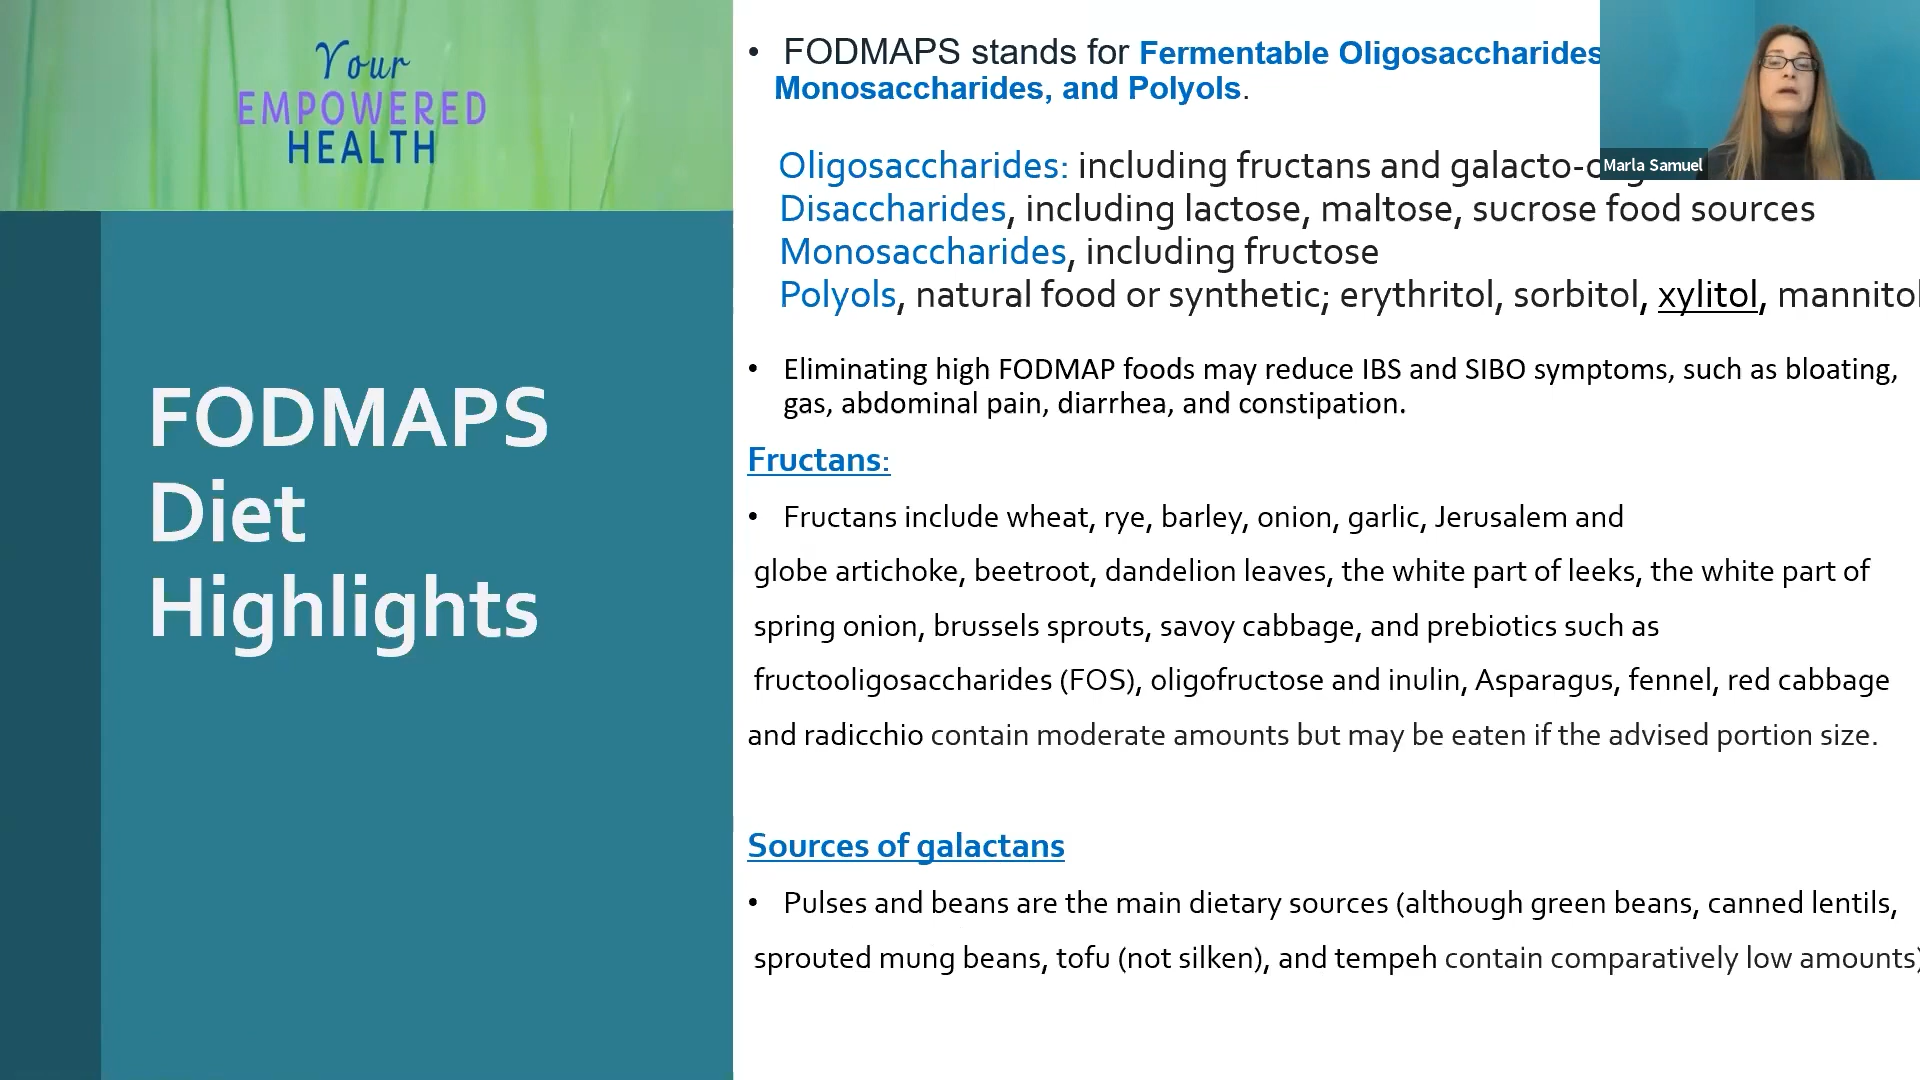 Your
EMPOWERED
HEALTH
FODMAPS
Diet
Highlights
• FODMAPS stands for Fermentable Oligosaccharides
Monosaccharides, and Polyols.
Oligosaccharides: including fructans and galacto-
Disaccharides, including lactose, maltose, sucrose food sources
Monosaccharides, including fructose
Polyols, natural food or synthetic; erythritol, sorbitol, xylitol, mannitol
• Eliminating high FODMAP foods may reduce IBS and SIBO symptoms, such as bloating,
gas, abdominal pain, diarrhea, and constipation.
Fructans:
• Fructans include wheat, rye, barley, onion, garlic, Jerusalem and
globe artichoke, beetroot, dandelion leaves, the white part of leeks, the white part of
spring onion, brussels sprouts, savoy cabbage, and prebiotics such as
fructooligosaccharides (FOS), oligofructose and inulin, Asparagus, fennel, red cabbage
and radicchio contain moderate amounts but may be eaten if the advised portion size.
Sources of galactans
• Pulses and beans are the main dietary sources (although green beans, canned lentils,
sprouted mung beans, tofu (not silken), and tempeh contain comparatively low amounts)
Marla Samuel